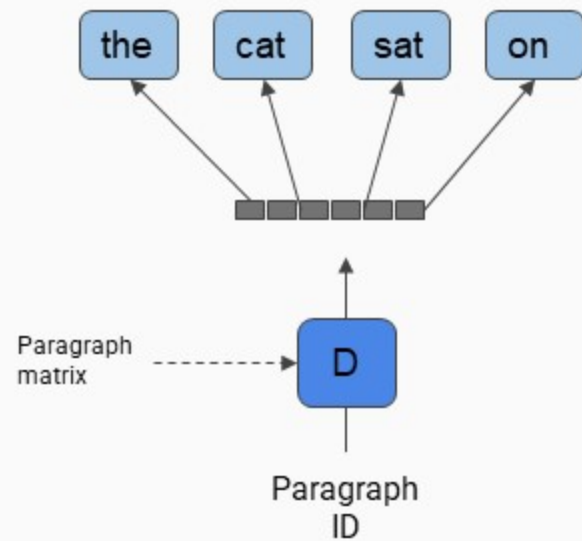 the cat sat on
Paragraph
matrix
D
Paragraph
ID